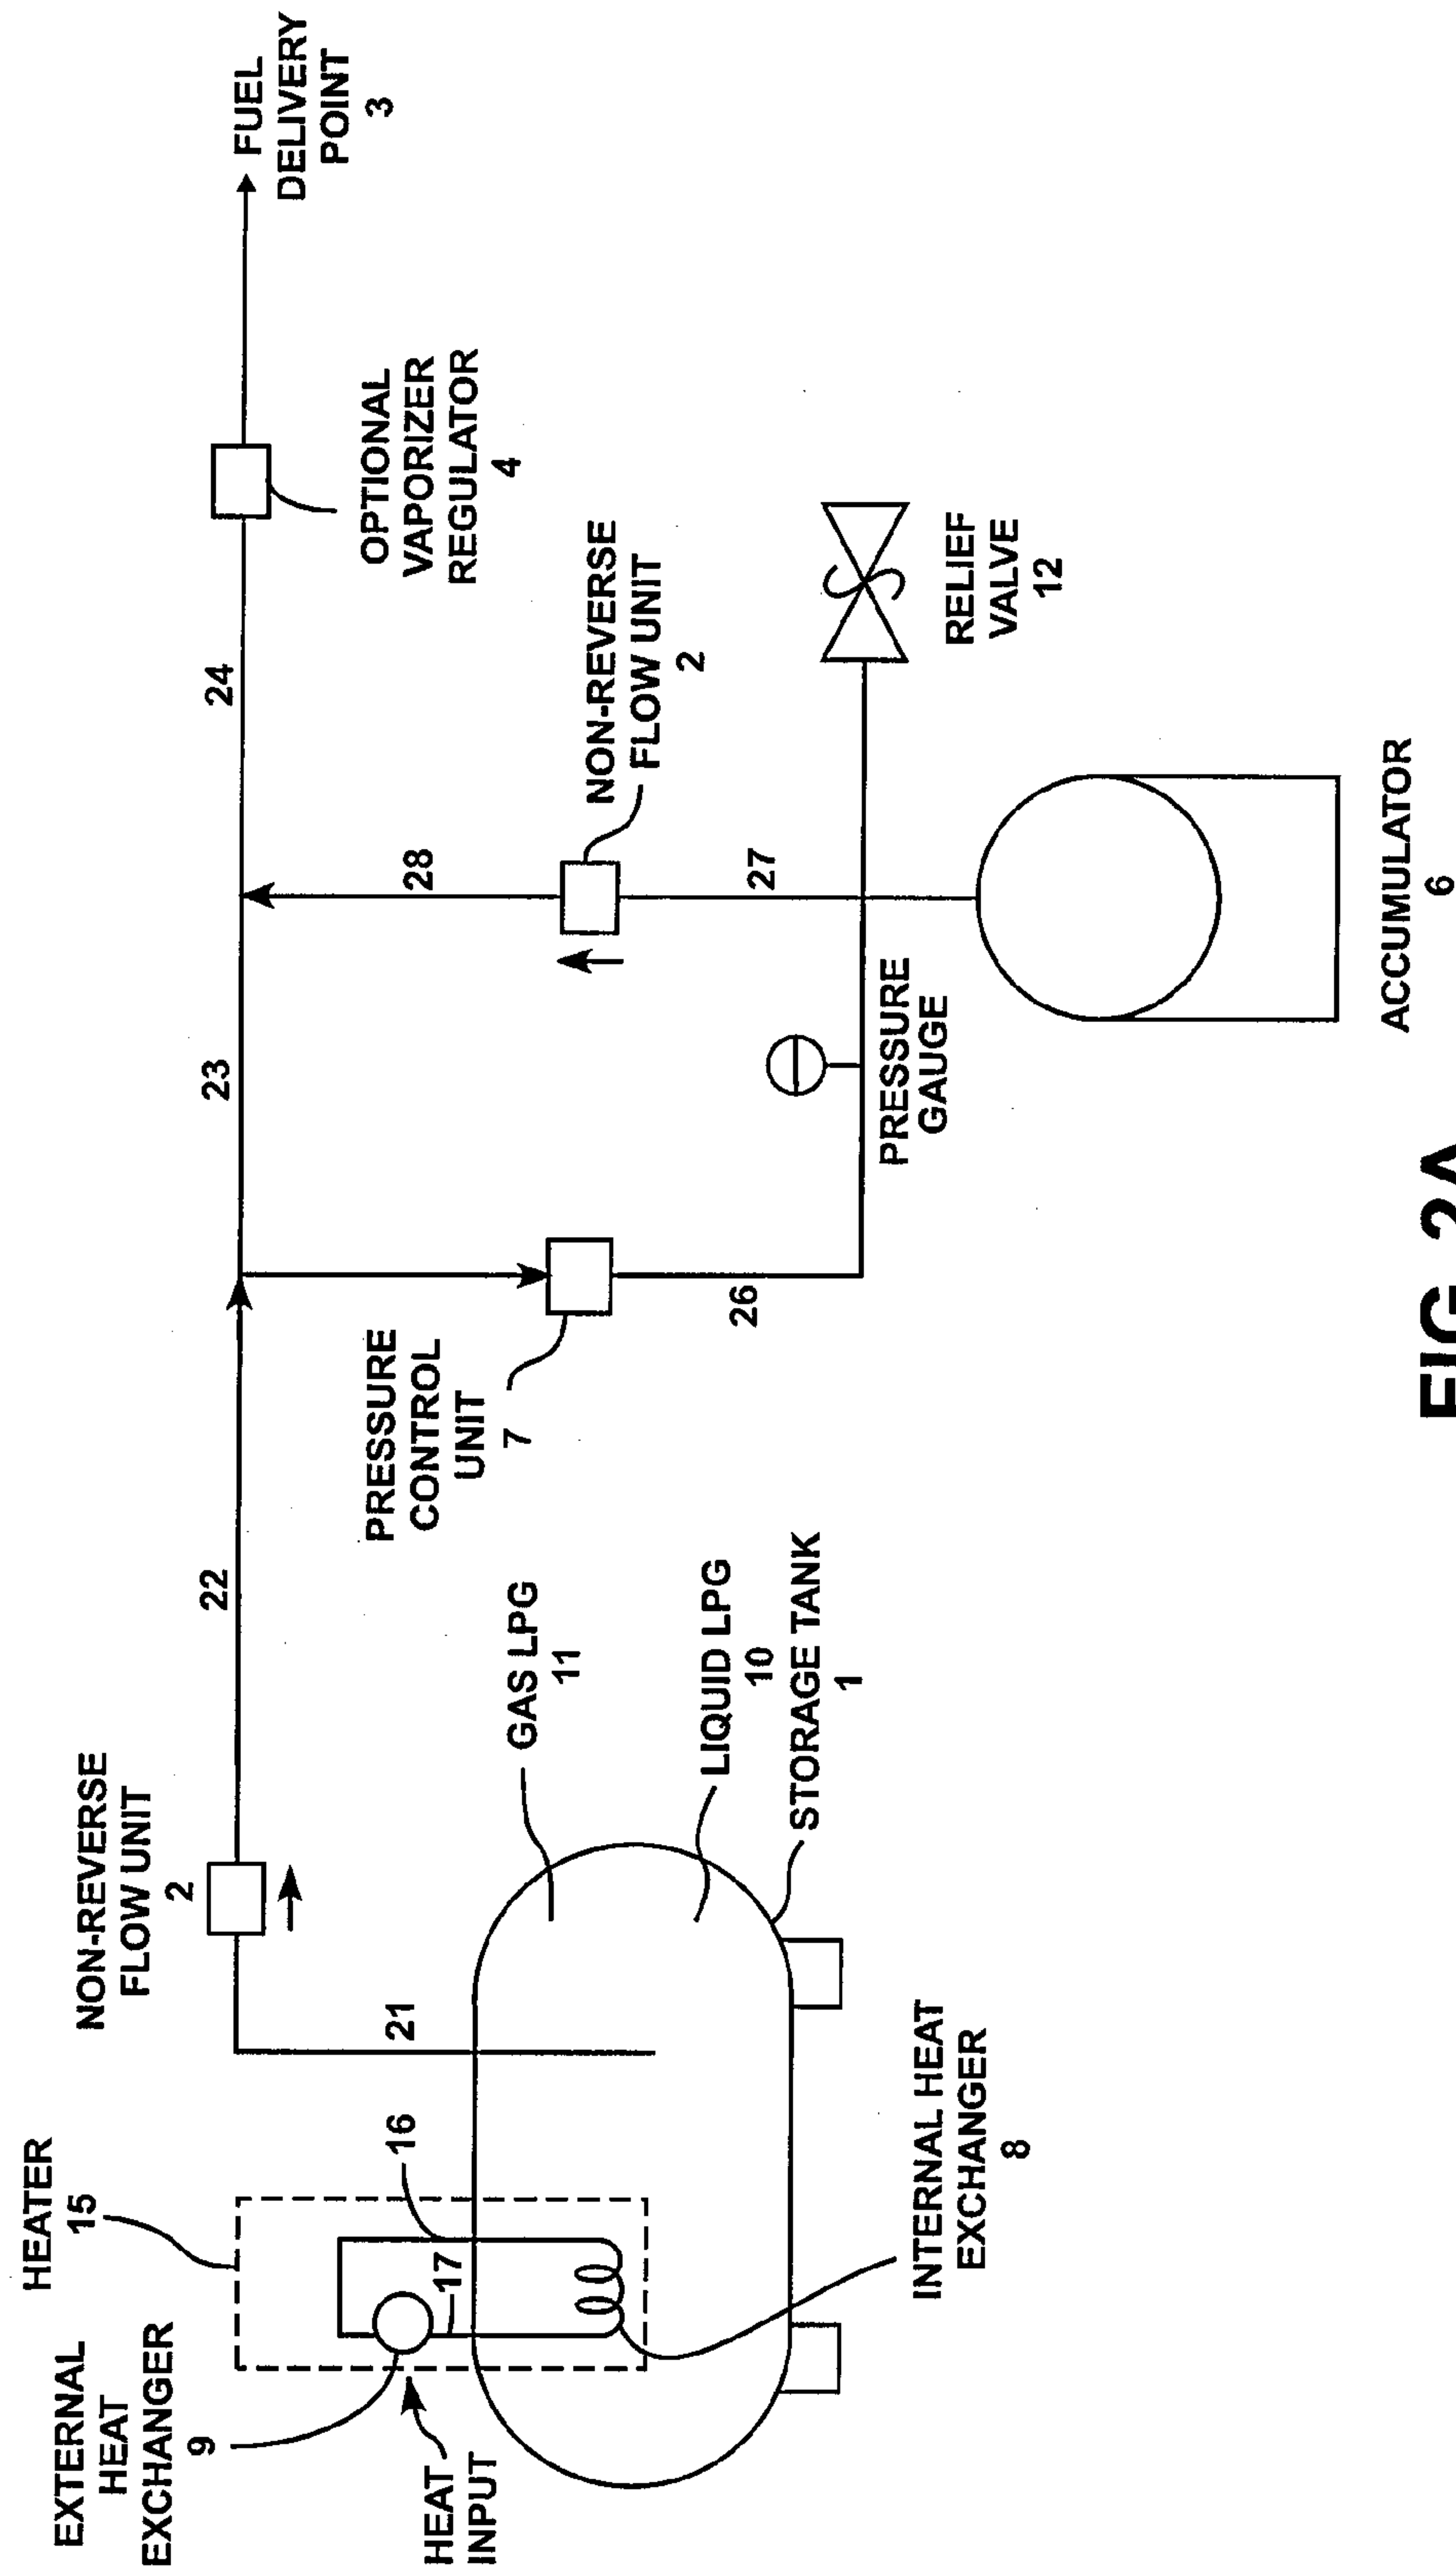 HEATER
15
EXTERNAL
HEAT
EXCHANGER
9
HEAT
INPUT
16
17
21
NON-REVERSE
FLOW UNIT
2
22
GAS LPG
11
LIQUID LPG
10
STORAGE TANK
1
INTERNAL HEAT
EXCHANGER
8
PRESSURE
CONTROL
UNIT
7
23
26
PRESSURE
GAUGE
28
27
24
NON-REVERSE
FLOW UNIT
2
OPTIONAL
VAPORIZER
REGULATOR
4
FUEL
DELIVERY
POINT
3
RELIEF
VALVE
12
ACCUMULATOR
6
FIG. 2A